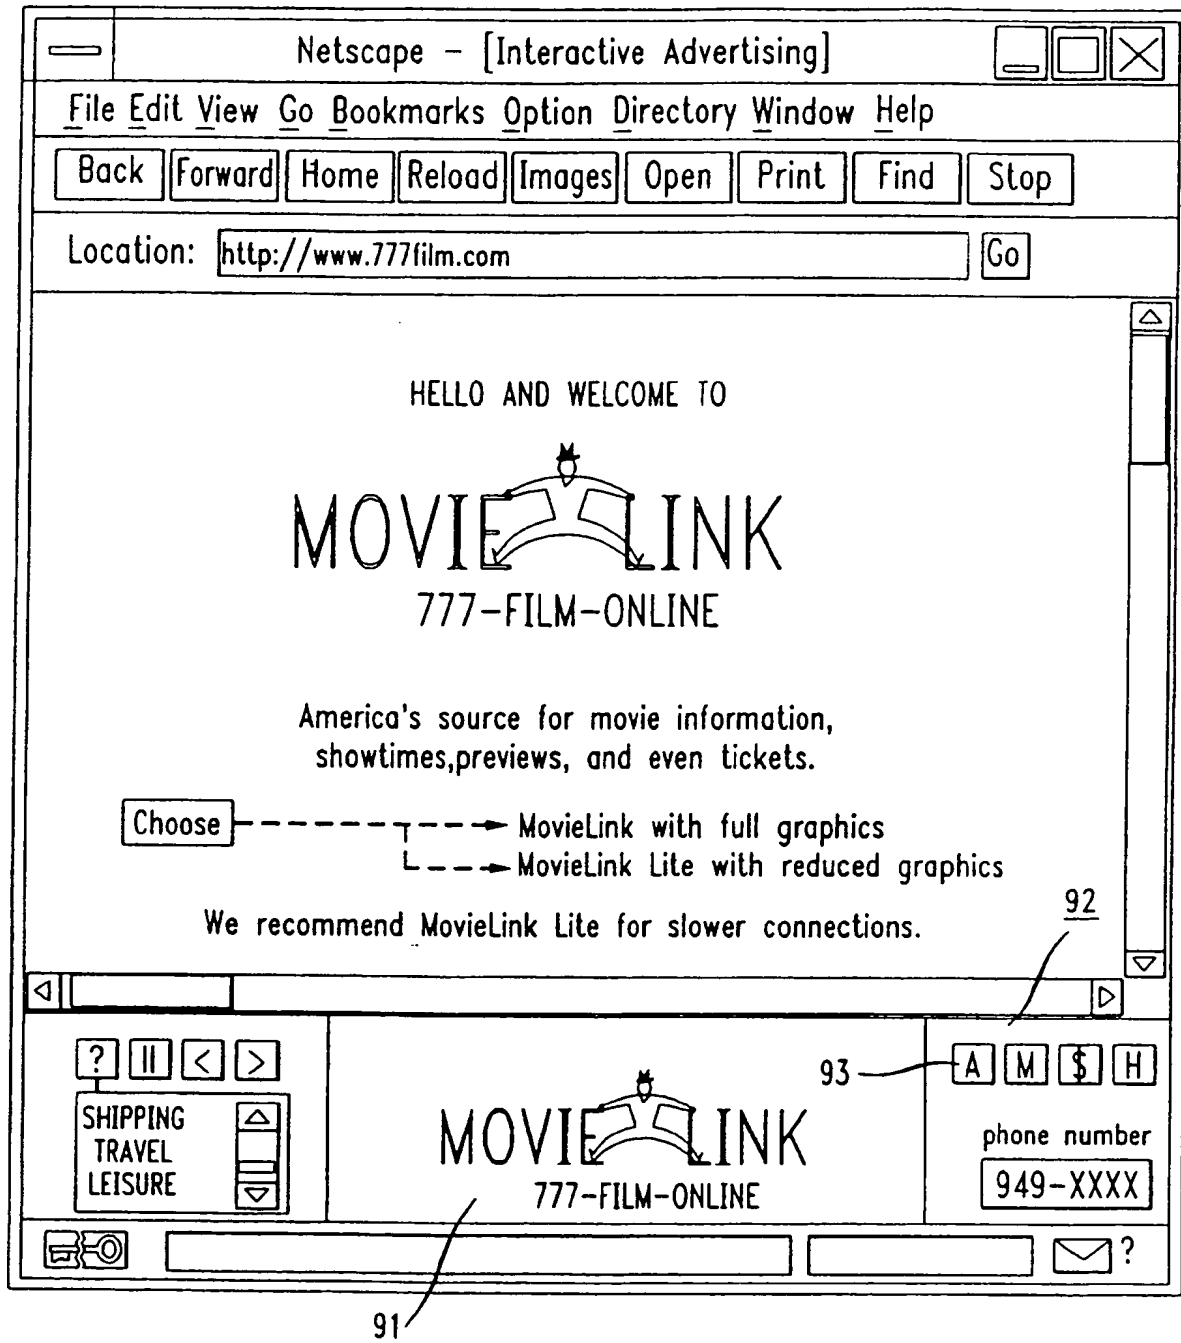 Netscape – [Interactive Advertising]
File Edit View Go Bookmarks Option Directory Window Help
Back Forward Home Reload Images Open Print Find Stop
Location: http://www.777film.com Go
HELLO AND WELCOME TO
MOVIELINK
777–FILM–ONLINE
America's source for movie information,
showtimes,previews, and even tickets.
Choose MovieLink with full graphics
MovieLink Lite with reduced graphics
We recommend MovieLink Lite for slower connections.
92
? || < >
93 A M $ H
SHIPPING
TRAVEL
LEISURE
MOVIELINK
777–FILM–ONLINE
phone number
949–XXXX
?
91